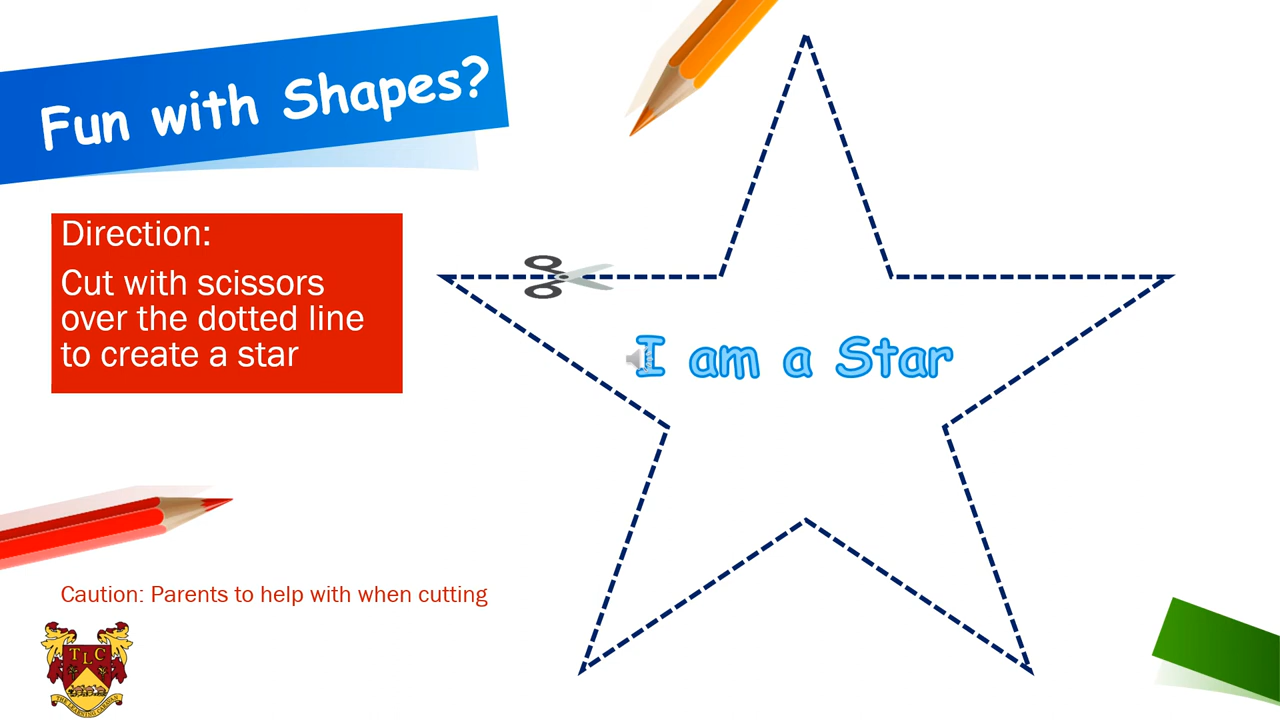 Fun with Shapes?
Direction:
Cut with scissors
over the dotted line
to create a star
I am a Star
Caution: Parents to help with when cutting
TLC